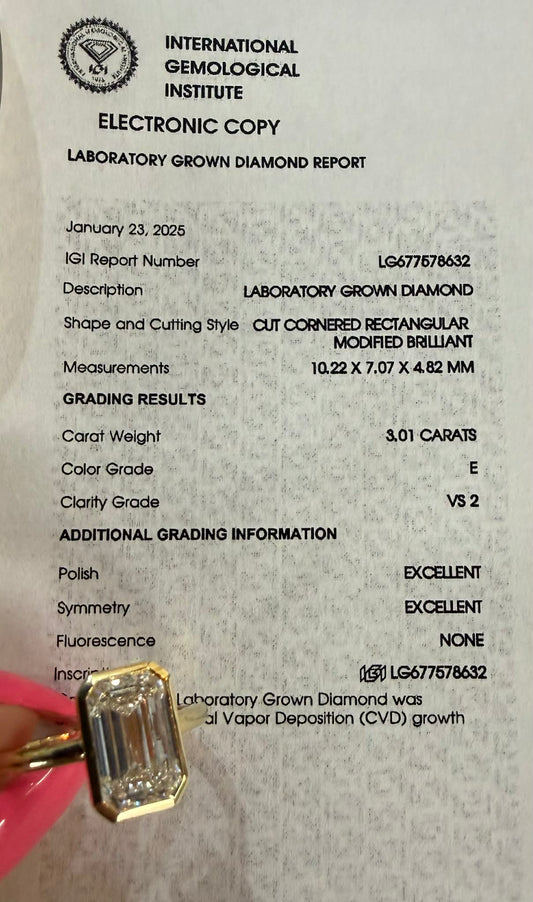 INTERNATIONAL
GEMOLOGICAL
INSTITUTE
ELECTRONIC COPY
LABORATORY GROWN DIAMOND REPORT
January 23, 2025
IGI Report Number LG677578632
Description LABORATORY GROWN DIAMOND
Shape and Cutting Style CUT CORNERED RECTANGULAR
MODIFIED BRILLIANT
Measurements 10.22 X 7.07 X 4.82 MM
GRADING RESULTS
Carat Weight 3.01 CARATS
Color Grade E
Clarity Grade VS 2
ADDITIONAL GRADING INFORMATION
Polish EXCELLENT
Symmetry EXCELLENT
Fluorescence NONE
IGI LG677578632
Laboratory Grown Diamond was
Vapor Deposition (CVD) growth